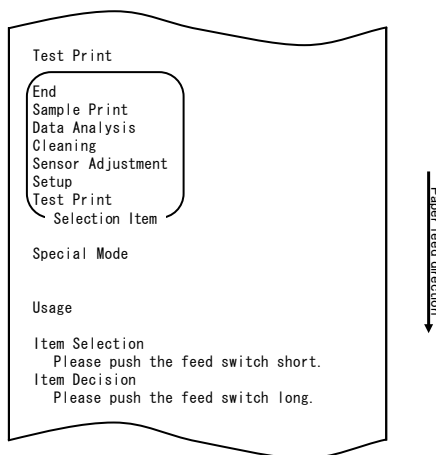 Test Print
End
Sample Print
Data Analysis
Cleaning
Sensor Adjustment
Setup
Test Print
Selection Item
Special Mode
Usage
Item Selection
Please push the feed switch short.
Item Decision
Please push the feed switch long.
Paper feed direction